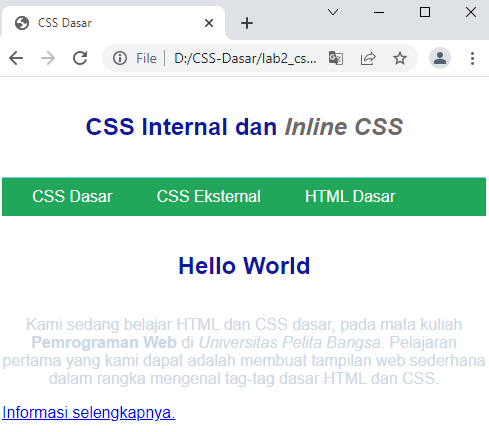 CSS Dasar
File | D:/CSS-Dasar/lab2_cs...
CSS Internal dan Inline CSS
CSS Dasar CSS Eksternal HTML Dasar
Hello World
Kami sedang belajar HTML dan CSS dasar, pada mata kuliah
Pemrograman Web di Universitas Pelita Bangsa. Pelajaran
pertama yang kami dapat adalah membuat tampilan web sederhana
dalam rangka mengenal tag-tag dasar HTML dan CSS.
Informasi selengkapnya.